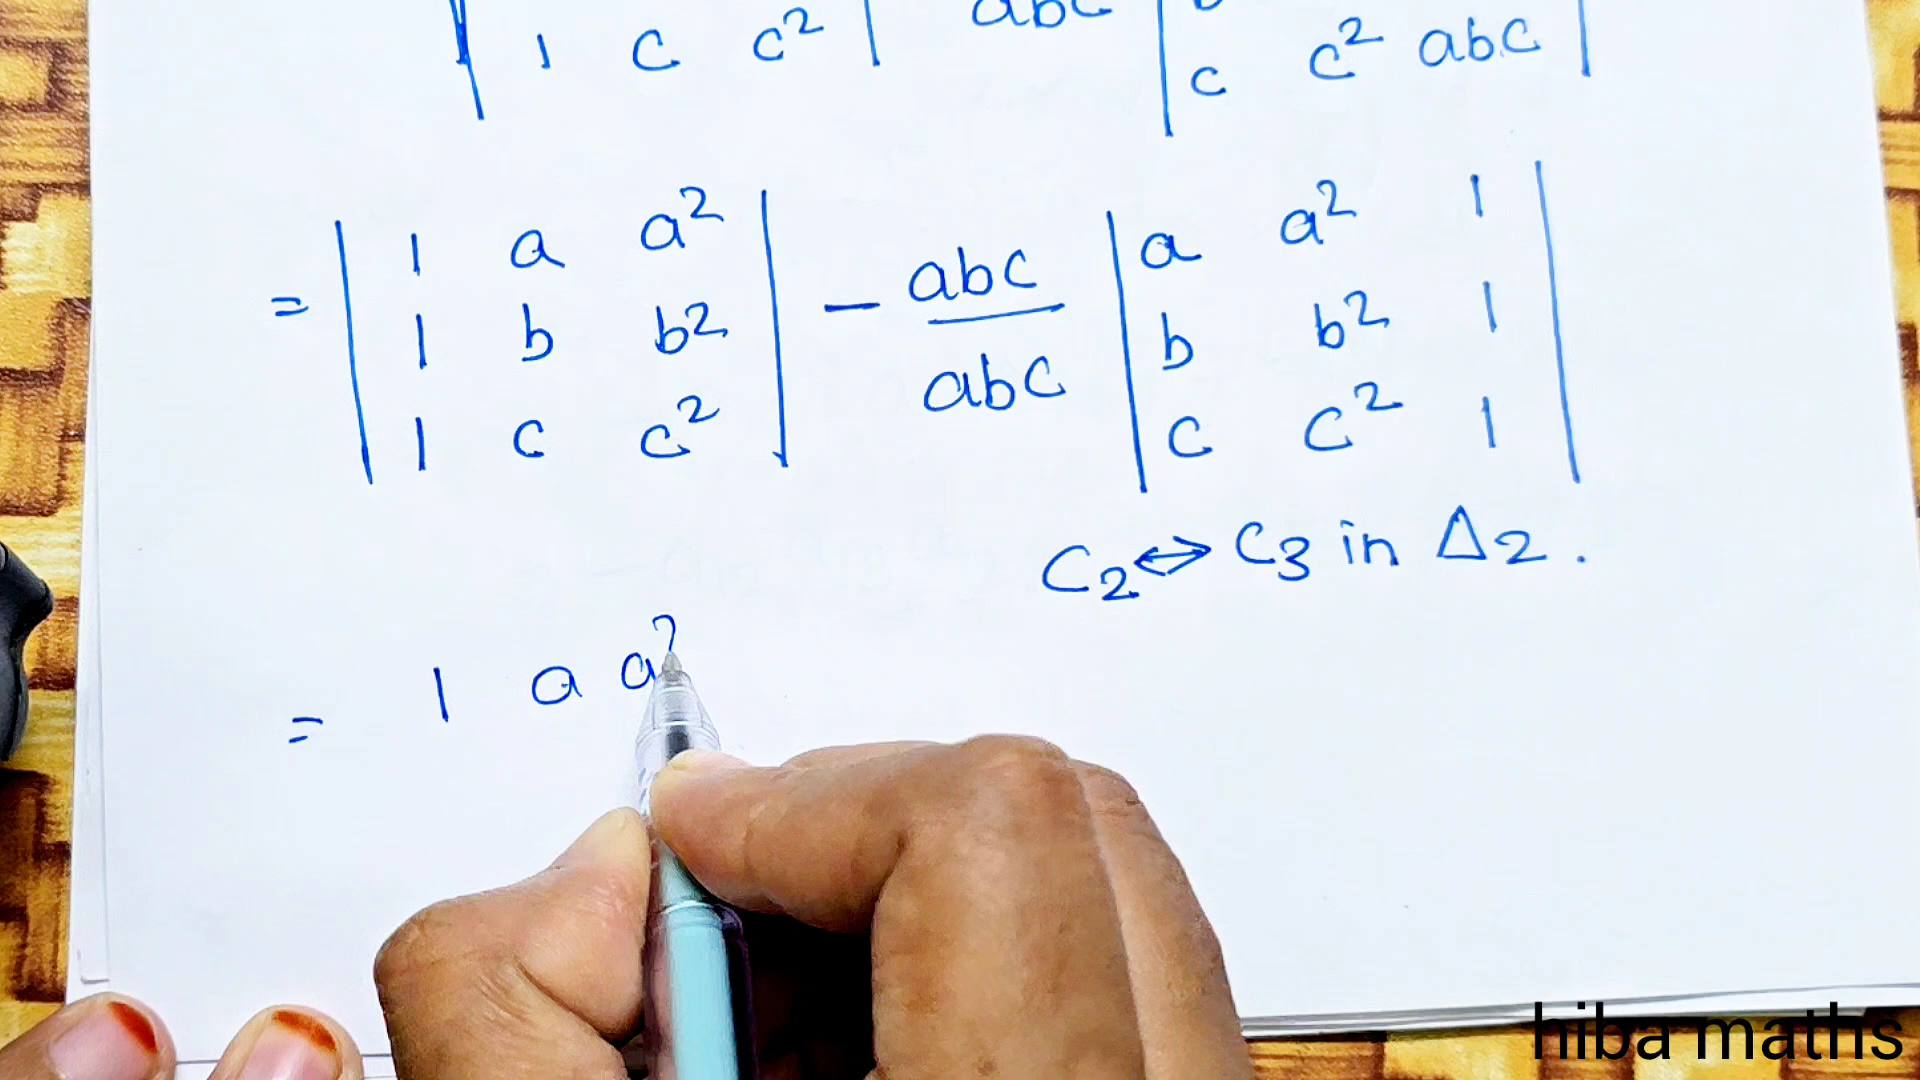 1 c c² abc
c c² abc
= | 1 a a² | − abc/abc | a a² 1 |
| 1 b b² | | b b² 1 |
| 1 c c² | | c c² 1 |
C₂ ↔ C₃ in Δ₂.
= 1 a a²
hiba maths